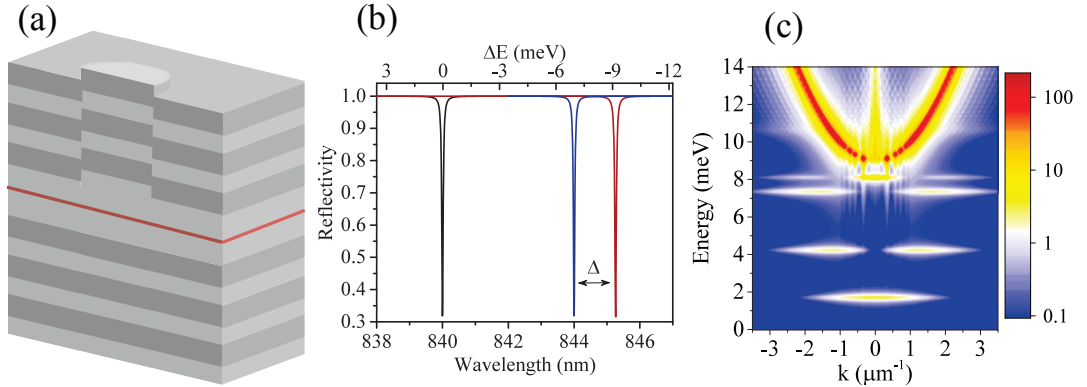 (a)
(b)
ΔE (meV)
3 0 -3 -6 -9 -12
1.0
0.9
0.8
0.7
0.6
0.5
0.4
0.3
Reflectivity
Δ
838 840 842 844 846
Wavelength (nm)
(c)
14
12
10
8
6
4
2
0
Energy (meV)
-3 -2 -1 0 1 2 3
k (μm⁻¹)
100
10
1
0.1